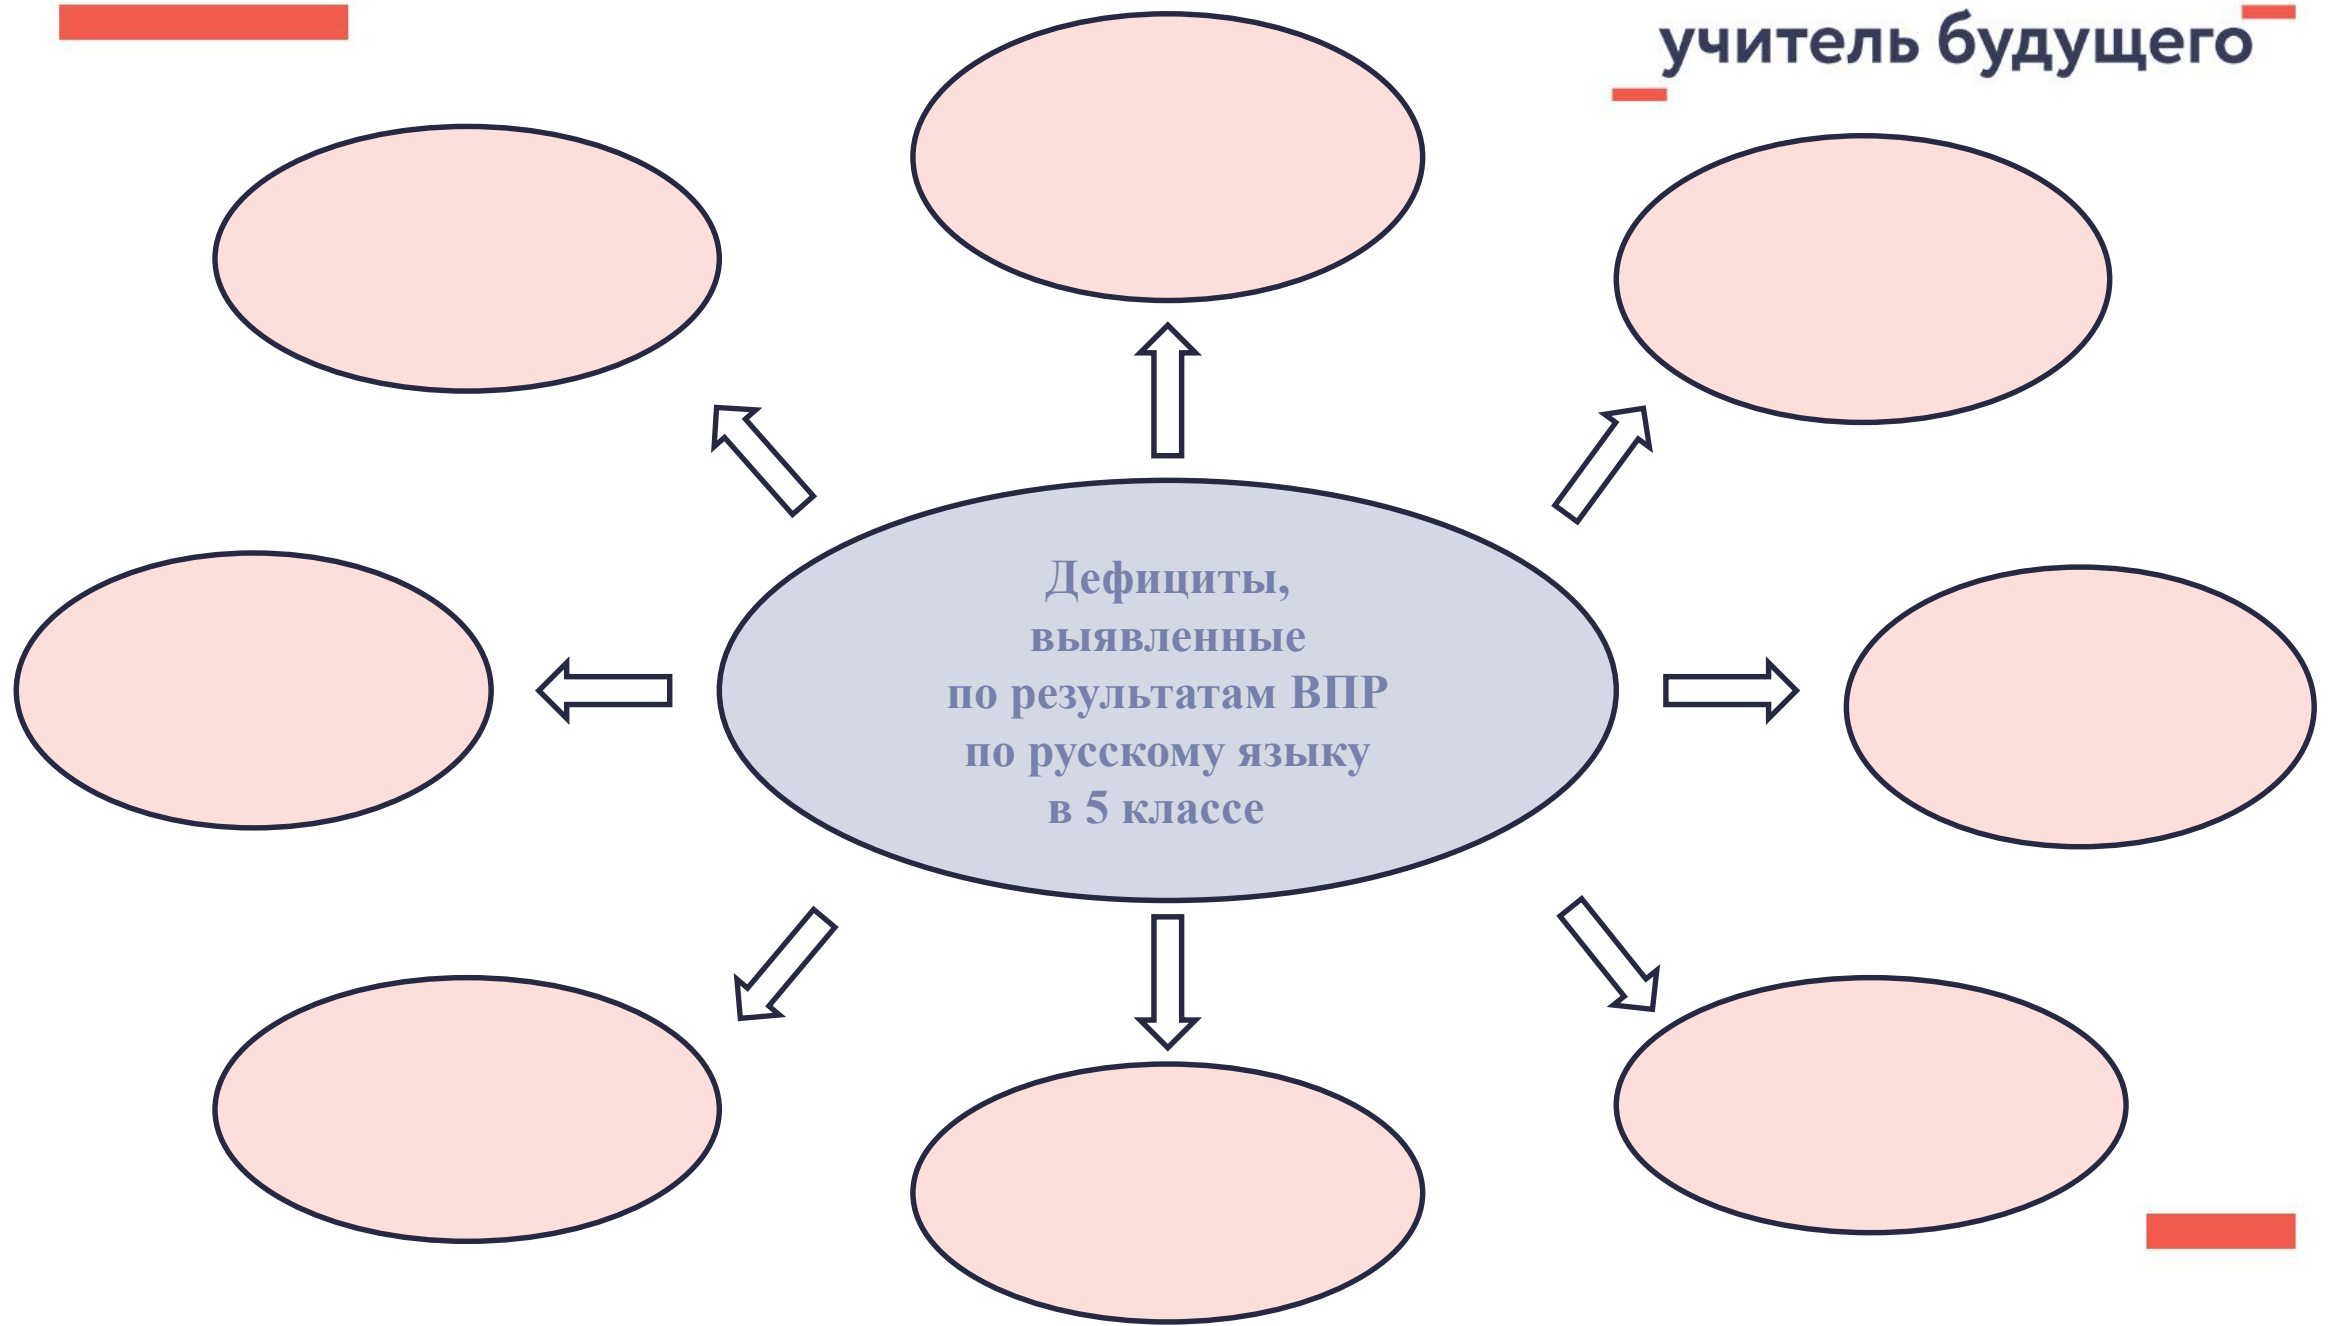 учитель будущего
Дефициты,
выявленные
по результатам ВПР
по русскому языку
в 5 классе